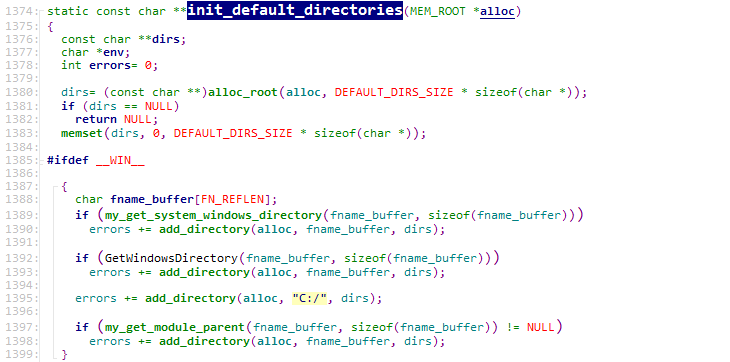 1374: static const char **init_default_directories(MEM_ROOT *alloc)
1375: {
1376:   const char **dirs;
1377:   char *env;
1378:   int errors= 0;
1379:
1380:   dirs= (const char **)alloc_root(alloc, DEFAULT_DIRS_SIZE * sizeof(char *));
1381:   if (dirs == NULL)
1382:     return NULL;
1383:   memset(dirs, 0, DEFAULT_DIRS_SIZE * sizeof(char *));
1384:
1385: #ifdef __WIN__
1386:
1387:   {
1388:     char fname_buffer[FN_REFLEN];
1389:     if (my_get_system_windows_directory(fname_buffer, sizeof(fname_buffer)))
1390:       errors += add_directory(alloc, fname_buffer, dirs);
1391:
1392:     if (GetWindowsDirectory(fname_buffer, sizeof(fname_buffer)))
1393:       errors += add_directory(alloc, fname_buffer, dirs);
1394:
1395:     errors += add_directory(alloc, "C:/", dirs);
1396:
1397:     if (my_get_module_parent(fname_buffer, sizeof(fname_buffer)) != NULL)
1398:       errors += add_directory(alloc, fname_buffer, dirs);
1399:   }